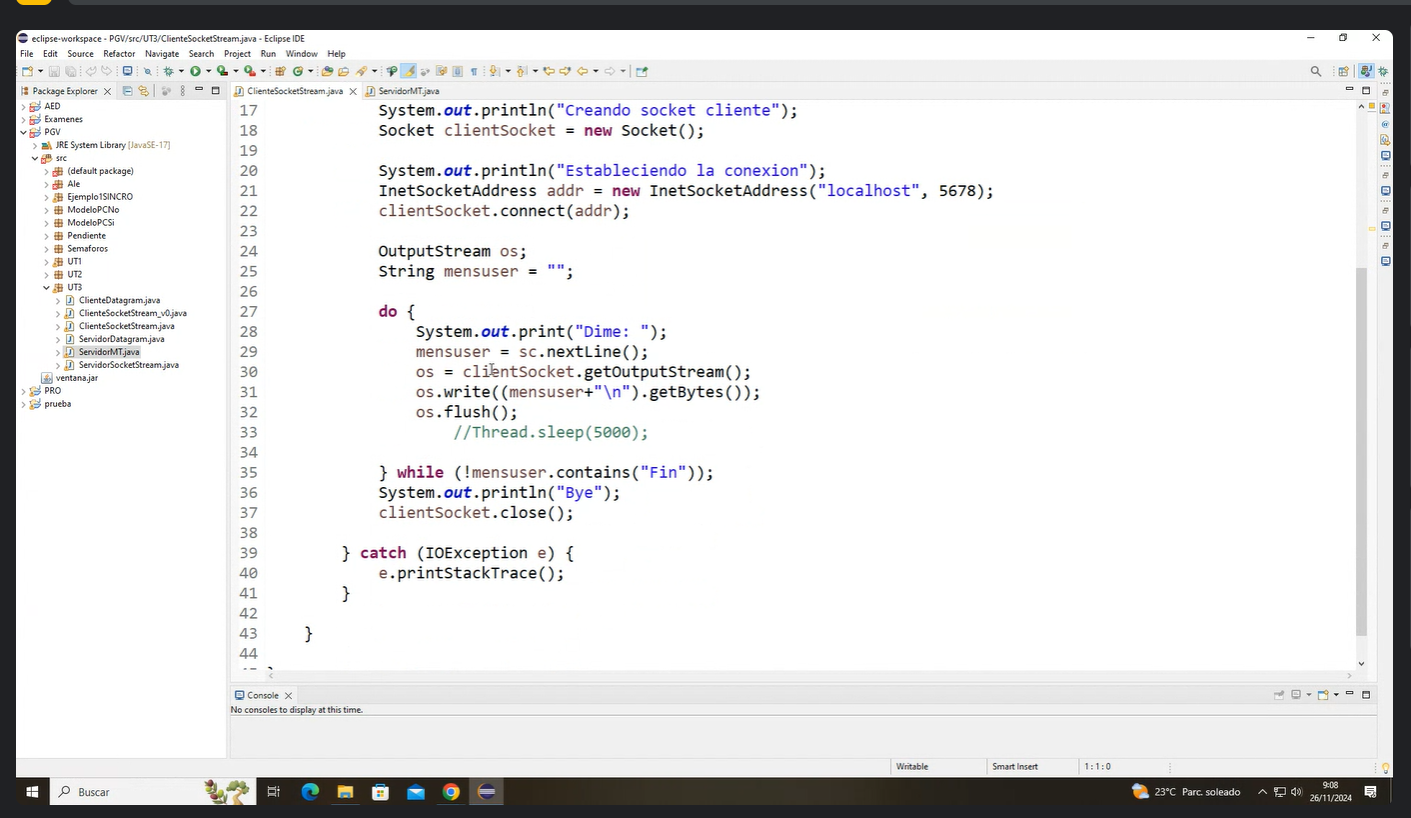 eclipse-workspace - PGV/src/UT3/ClienteSocketStream.java - Eclipse IDE
File Edit Source Refactor Navigate Search Project Run Window Help
Package Explorer
ClienteSocketStream.java
ServidorMT.java
AED
Examenes
PGV
JRE System Library [JavaSE-17]
src
(default package)
Ale
Ejemplo1SINCRO
ModeloPCNo
ModeloPCSi
Pendiente
Semaforos
UT1
UT2
UT3
ClienteDatagram.java
ClienteSocketStream_v0.java
ClienteSocketStream.java
ServidorDatagram.java
ServidorMT.java
ServidorSocketStream.java
ventana.jar
PRO
prueba
17 System.out.println("Creando socket cliente");
18 Socket clientSocket = new Socket();
19
20 System.out.println("Estableciendo la conexion");
21 InetSocketAddress addr = new InetSocketAddress("localhost", 5678);
22 clientSocket.connect(addr);
23
24 OutputStream os;
25 String mensuser = "";
26
27 do {
28 System.out.print("Dime: ");
29 mensuser = sc.nextLine();
30 os = clientSocket.getOutputStream();
31 os.write((mensuser+"\n").getBytes());
32 os.flush();
33 //Thread.sleep(5000);
34
35 } while (!mensuser.contains("Fin"));
36 System.out.println("Bye");
37 clientSocket.close();
38
39 } catch (IOException e) {
40 e.printStackTrace();
41 }
42
43 }
44
Console
No consoles to display at this time.
Writable
Smart Insert
1 : 1 : 0
Buscar
23°C Parc. soleado
9:08
26/11/2024